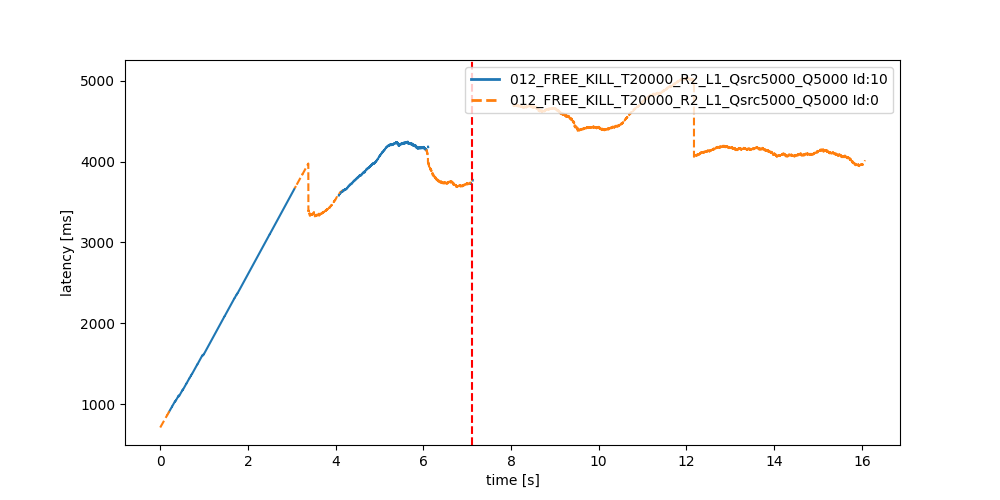 012_FREE_KILL_T20000_R2_L1_Qsrc5000_Q5000 Id:10
012_FREE_KILL_T20000_R2_L1_Qsrc5000_Q5000 Id:0
latency [ms]
5000
4000
3000
2000
1000
0 2 4 6 8 10 12 14 16
time [s]